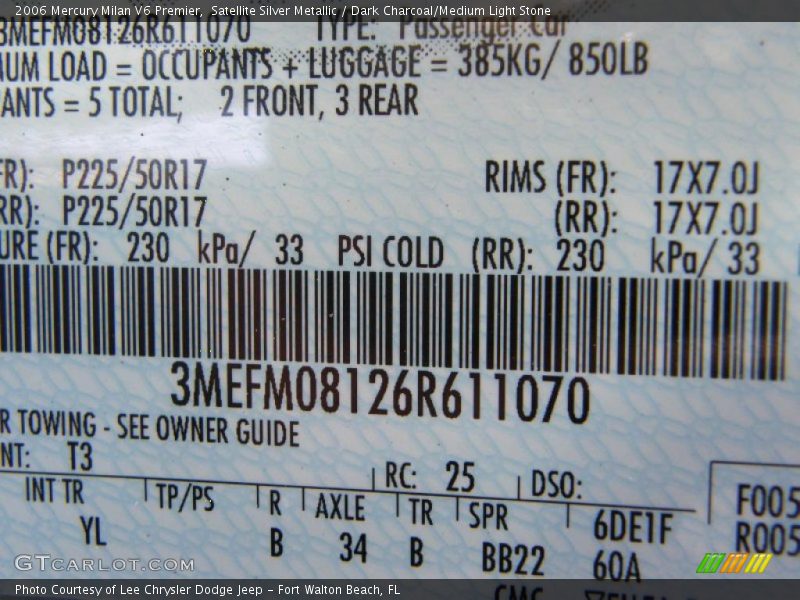 2006 Mercury Milan V6 Premier,  Satellite Silver Metallic / Dark Charcoal/Medium Light Stone
3MEFM08126R611070 TYPE: Passenger Car
UM LOAD = OCCUPANTS + LUGGAGE = 385KG/ 850LB
ANTS = 5 TOTAL; 2 FRONT, 3 REAR
FR): P225/50R17 RIMS (FR): 17X7.0J
RR): P225/50R17 (RR): 17X7.0J
URE (FR): 230 kPa/ 33 PSI COLD (RR): 230 kPa/ 33
3MEFM08126R611070
R TOWING - SEE OWNER GUIDE
NT: T3 RC: 25 DSO:
INT TR TP/PS R AXLE TR SPR 6DE1F F005
YL B 34 B BB22 60A R005
GTCARLOT.COM
Photo Courtesy of Lee Chrysler Dodge Jeep - Fort Walton Beach, FL